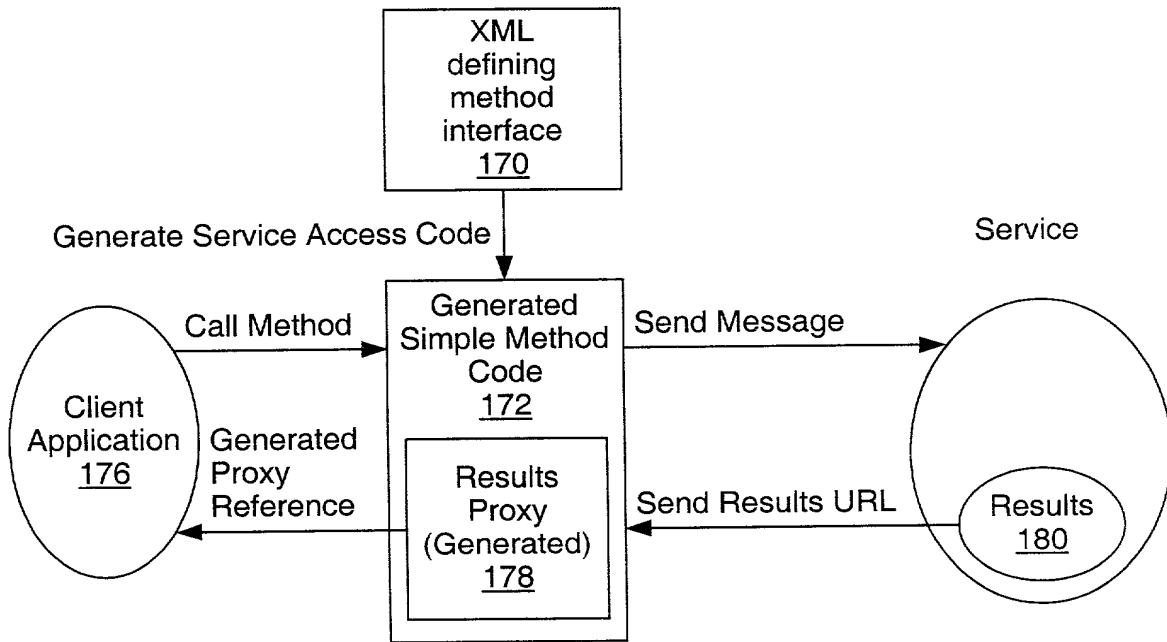 XML
defining
method
interface
170
Generate Service Access Code
Service
Generated
Simple Method
Code
172
Call Method
Send Message
Client
Application
176
Generated
Proxy
Reference
Results
Proxy
(Generated)
178
Send Results URL
Results
180